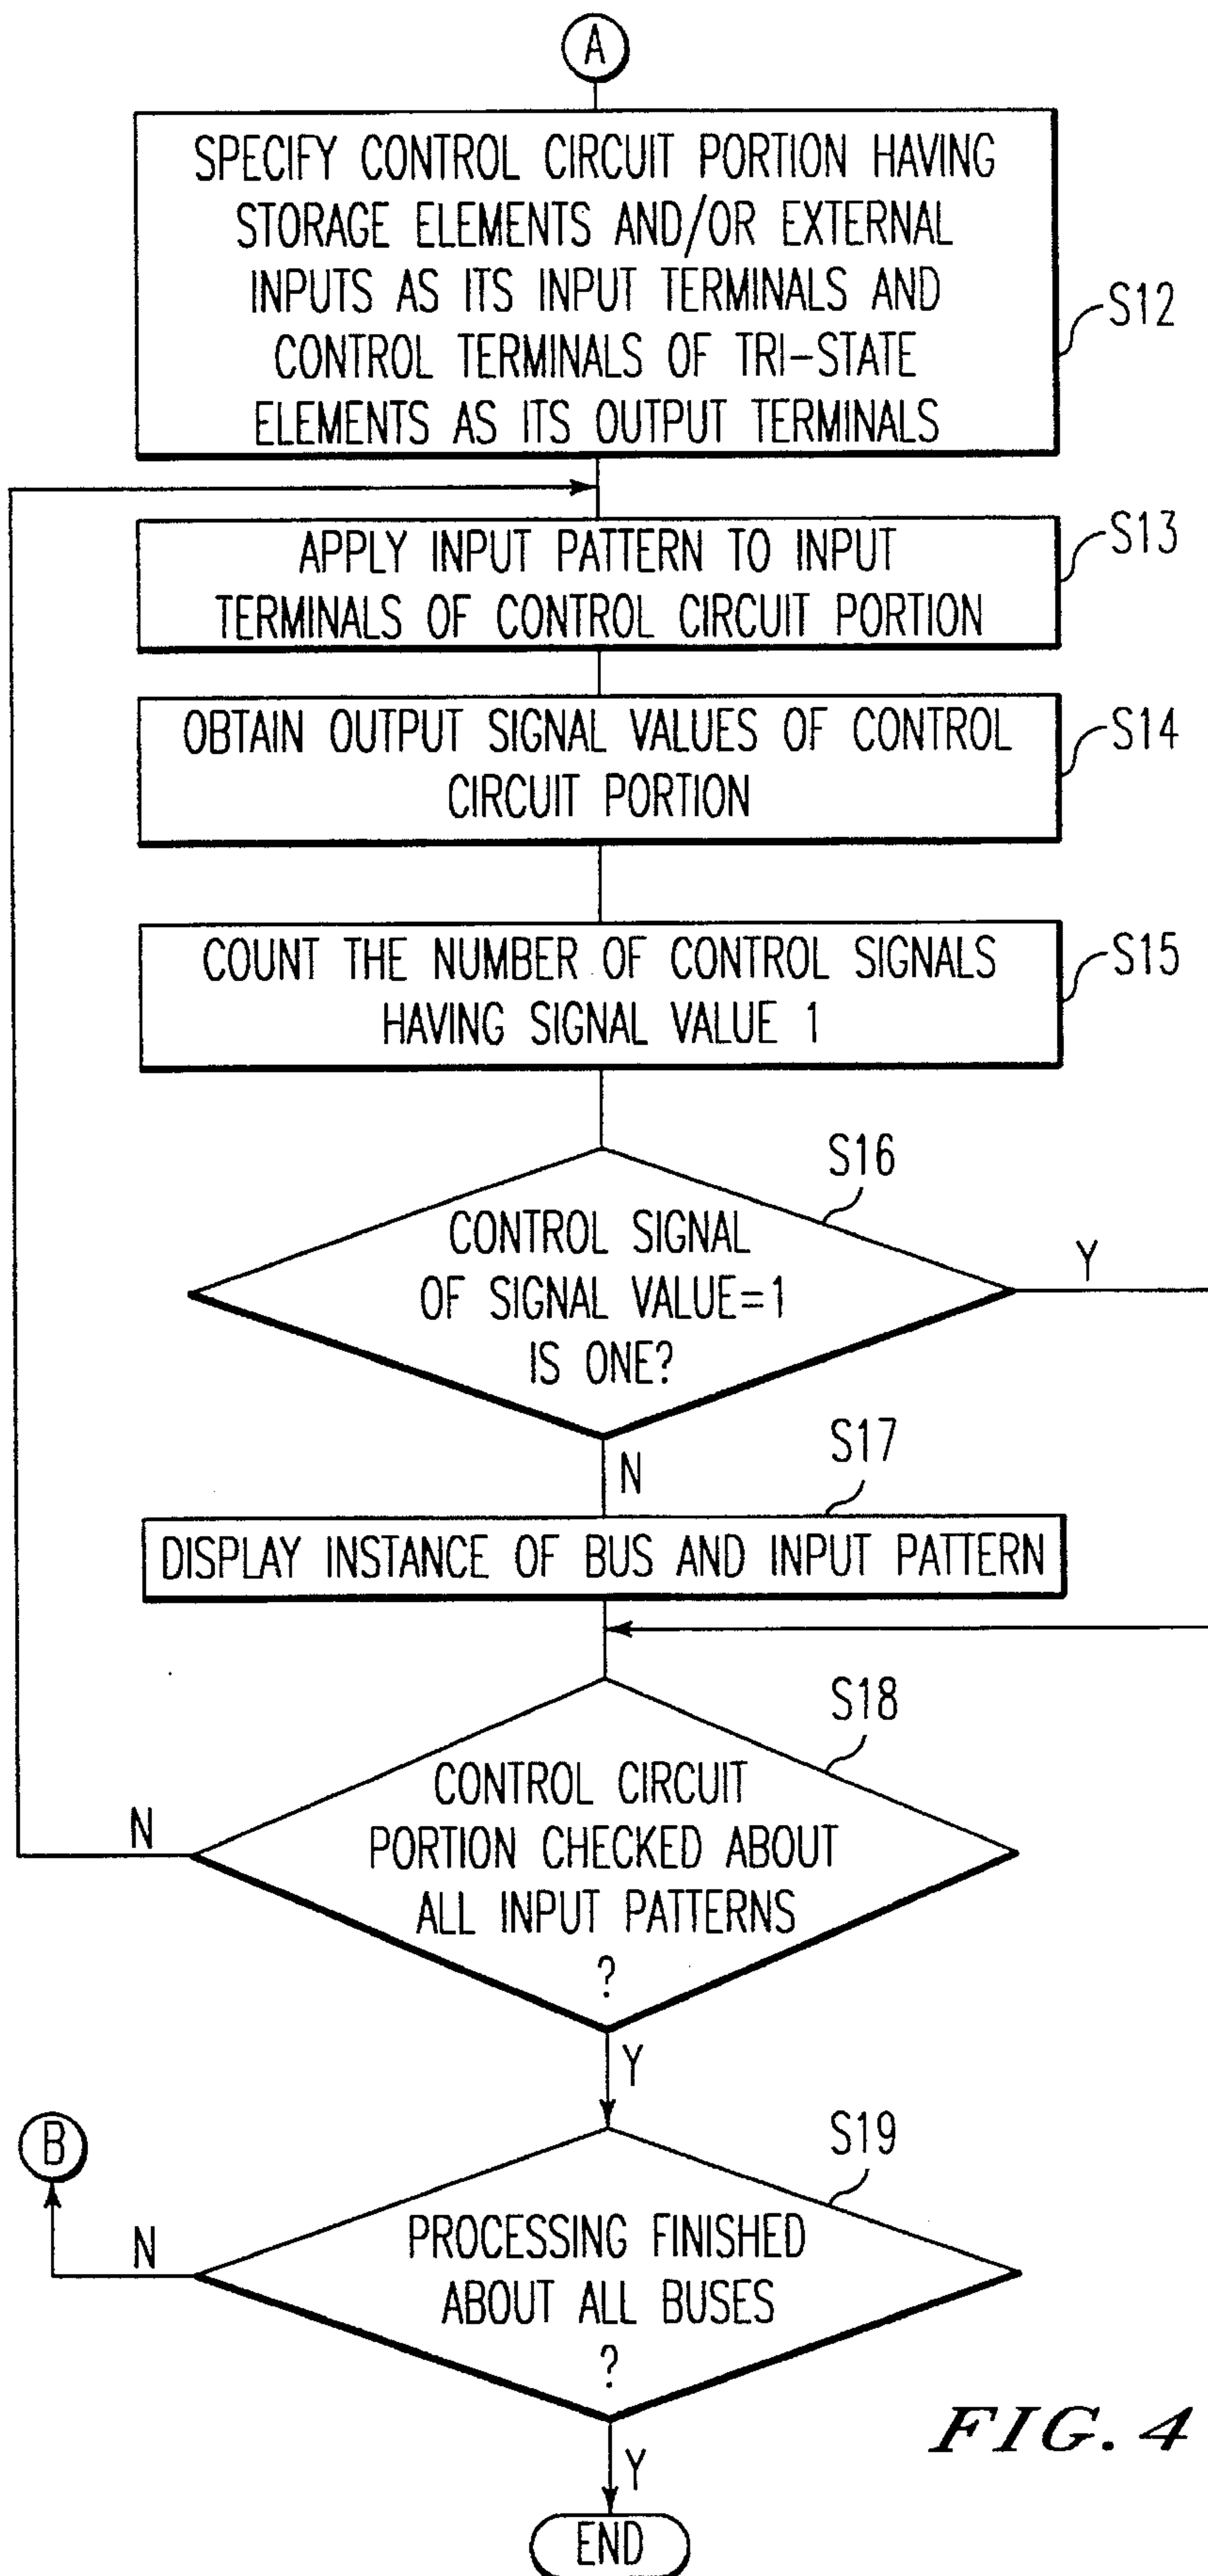 A
SPECIFY CONTROL CIRCUIT PORTION HAVING
STORAGE ELEMENTS AND/OR EXTERNAL
INPUTS AS ITS INPUT TERMINALS AND
CONTROL TERMINALS OF TRI-STATE
ELEMENTS AS ITS OUTPUT TERMINALS
S12
APPLY INPUT PATTERN TO INPUT
TERMINALS OF CONTROL CIRCUIT PORTION
S13
OBTAIN OUTPUT SIGNAL VALUES OF CONTROL
CIRCUIT PORTION
S14
COUNT THE NUMBER OF CONTROL SIGNALS
HAVING SIGNAL VALUE 1
S15
S16
CONTROL SIGNAL
OF SIGNAL VALUE=1
IS ONE?
Y
N
S17
DISPLAY INSTANCE OF BUS AND INPUT PATTERN
S18
CONTROL CIRCUIT
PORTION CHECKED ABOUT
ALL INPUT PATTERNS
?
N
Y
B
S19
PROCESSING FINISHED
ABOUT ALL BUSES
?
N
Y
FIG. 4
END